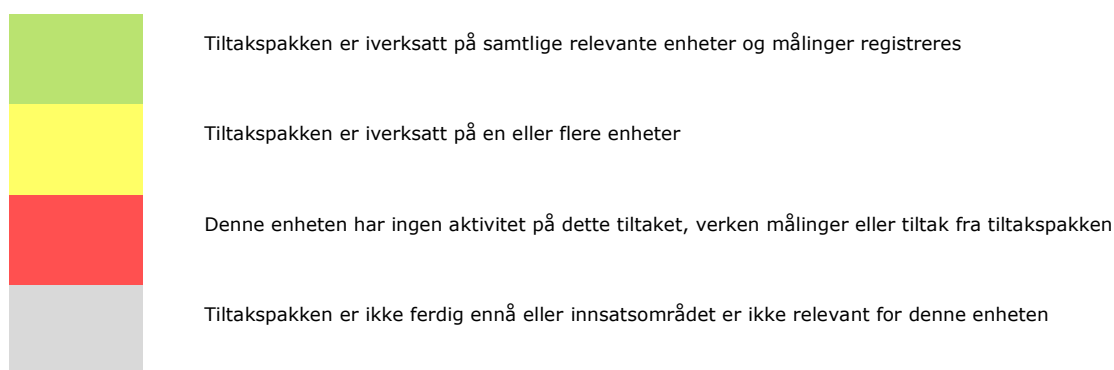 Tiltakspakken er iverksatt på samtlige relevante enheter og målinger registreres
Tiltakspakken er iverksatt på en eller flere enheter
Denne enheten har ingen aktivitet på dette tiltaket, verken målinger eller tiltak fra tiltakspakken
Tiltakspakken er ikke ferdig ennå eller innsatsområdet er ikke relevant for denne enheten